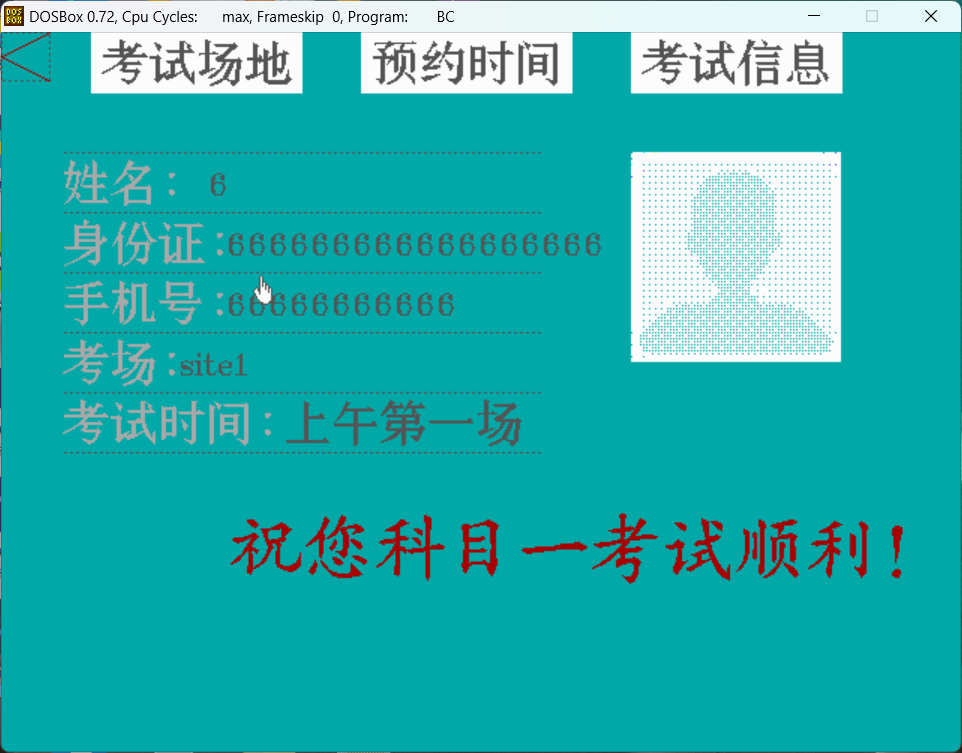 DOSBox 0.72, Cpu Cycles: max, Frameskip 0, Program: BC
考试场地 预约时间 考试信息
姓名: 6
身份证:666666666666666666
手机号:66666666666
考场:site1
考试时间:上午第一场
祝您科目一考试顺利!